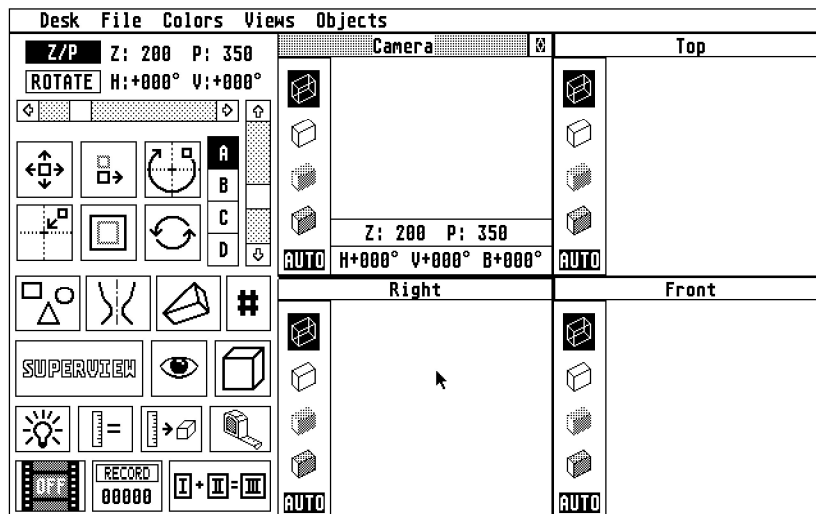 Desk File Colors Views Objects
Z/P Z: 200 P: 350
ROTATE H:+000° V:+000°
A
B
C
D
SUPERVIEW
OFF
RECORD
00000
I+II=III
Camera
Z: 200 P: 350
AUTO H+000° V+000° B+000°
Top
AUTO
Right
AUTO
Front
AUTO